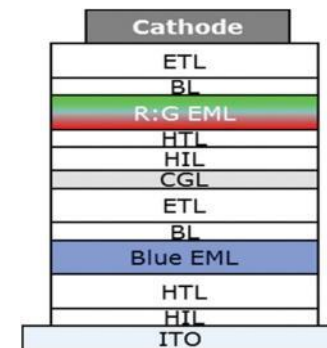 Cathode
ETL
BL
R:G EML
HTL
HIL
CGL
ETL
BL
Blue EML
HTL
HIL
ITO